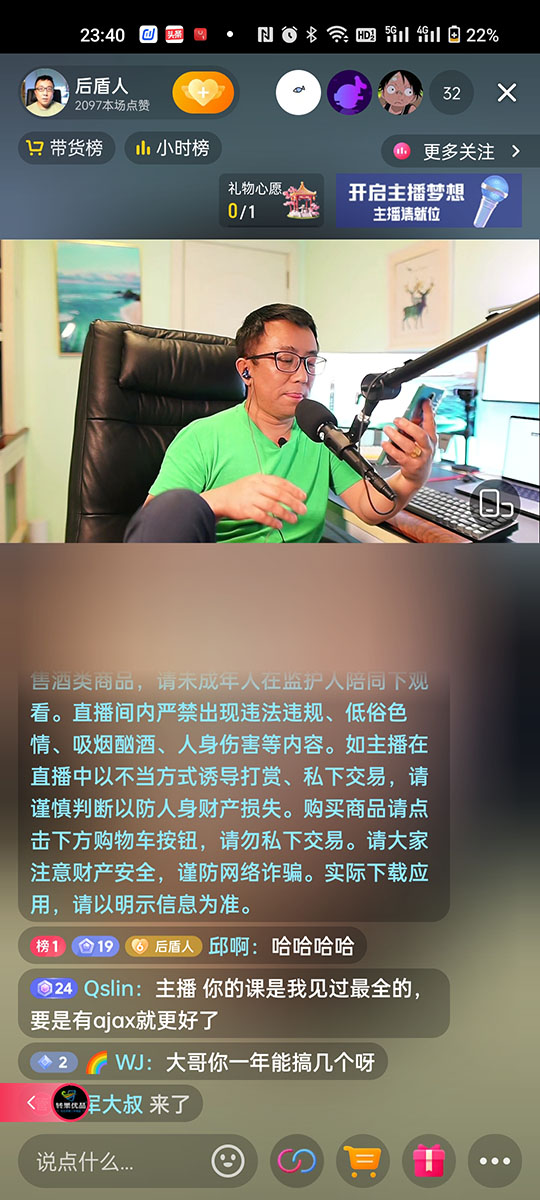 23:40
头条
HD
5G
4G
22%
后盾人
2097本场点赞
32
带货榜
小时榜
更多关注
礼物心愿
0/1
开启主播梦想
主播请就位
售酒类商品，请未成年人在监护人陪同下观
看。直播间内严禁出现违法违规、低俗色
情、吸烟酗酒、人身伤害等内容。如主播在
直播中以不当方式诱导打赏、私下交易，请
谨慎判断以防人身财产损失。购买商品请点
击下方购物车按钮，请勿私下交易。请大家
注意财产安全，谨防网络诈骗。实际下载应
用，请以明示信息为准。
榜1 19 6 后盾人 邱啊：哈哈哈哈
24 Qslin：主播 你的课是我见过最全的，
要是有ajax就更好了
2 WJ：大哥你一年能搞几个呀
军大叔 来了
说点什么...